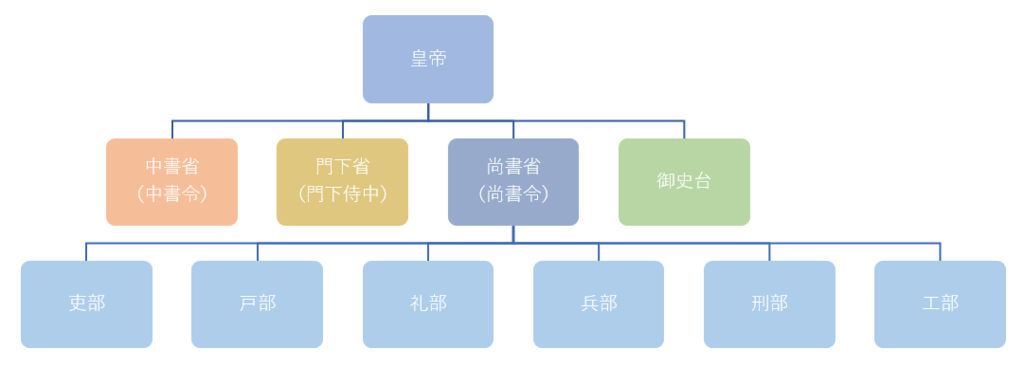 皇帝
中書省
（中書令）
門下省
（門下侍中）
尚書省
（尚書令）
御史台
吏部
戸部
礼部
兵部
刑部
工部